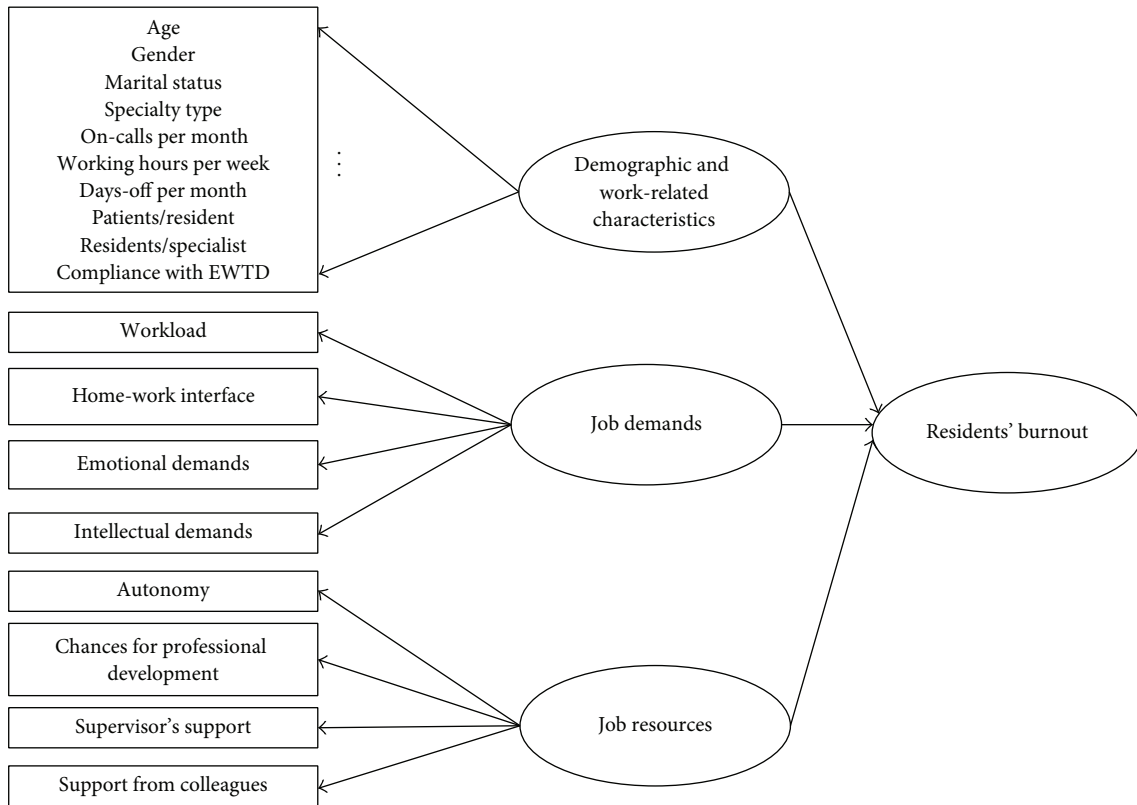 Age
Gender
Marital status
Specialty type
On-calls per month
Working hours per week
Days-off per month
Patients/resident
Residents/specialist
Compliance with EWTD
...
Demographic and
work-related
characteristics
Workload
Home-work interface
Emotional demands
Intellectual demands
Job demands
Residents’ burnout
Autonomy
Chances for professional
development
Supervisor’s support
Support from colleagues
Job resources